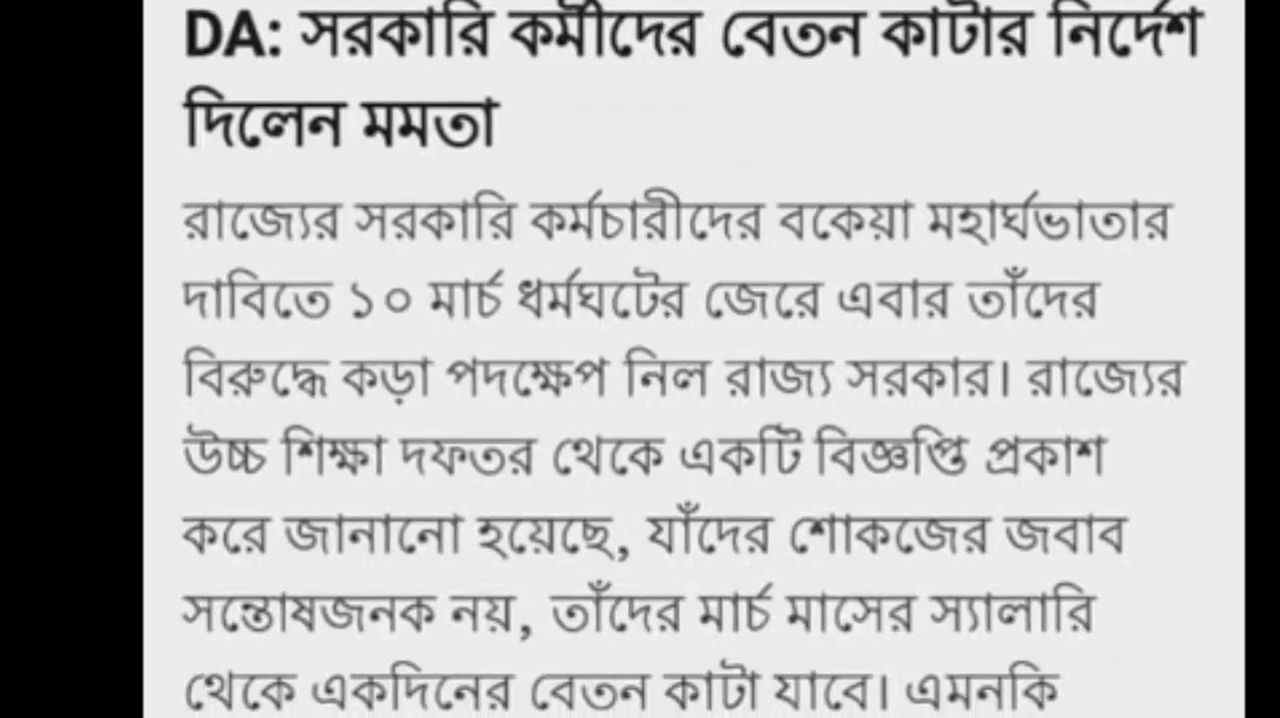 DA: সরকারি কর্মীদের বেতন কাটার নির্দেশ
দিলেন মমতা
রাজ্যের সরকারি কর্মচারীদের বকেয়া মহার্ঘভাতার
দাবিতে ১০ মার্চ ধর্মঘটের জেরে এবার তাঁদের
বিরুদ্ধে কড়া পদক্ষেপ নিল রাজ্য সরকার। রাজ্যের
উচ্চ শিক্ষা দফতর থেকে একটি বিজ্ঞপ্তি প্রকাশ
করে জানানো হয়েছে, যাঁদের শোকজের জবাব
সন্তোষজনক নয়, তাঁদের মার্চ মাসের স্যালারি
থেকে একদিনের বেতন কাটা যাবে। এমনকি